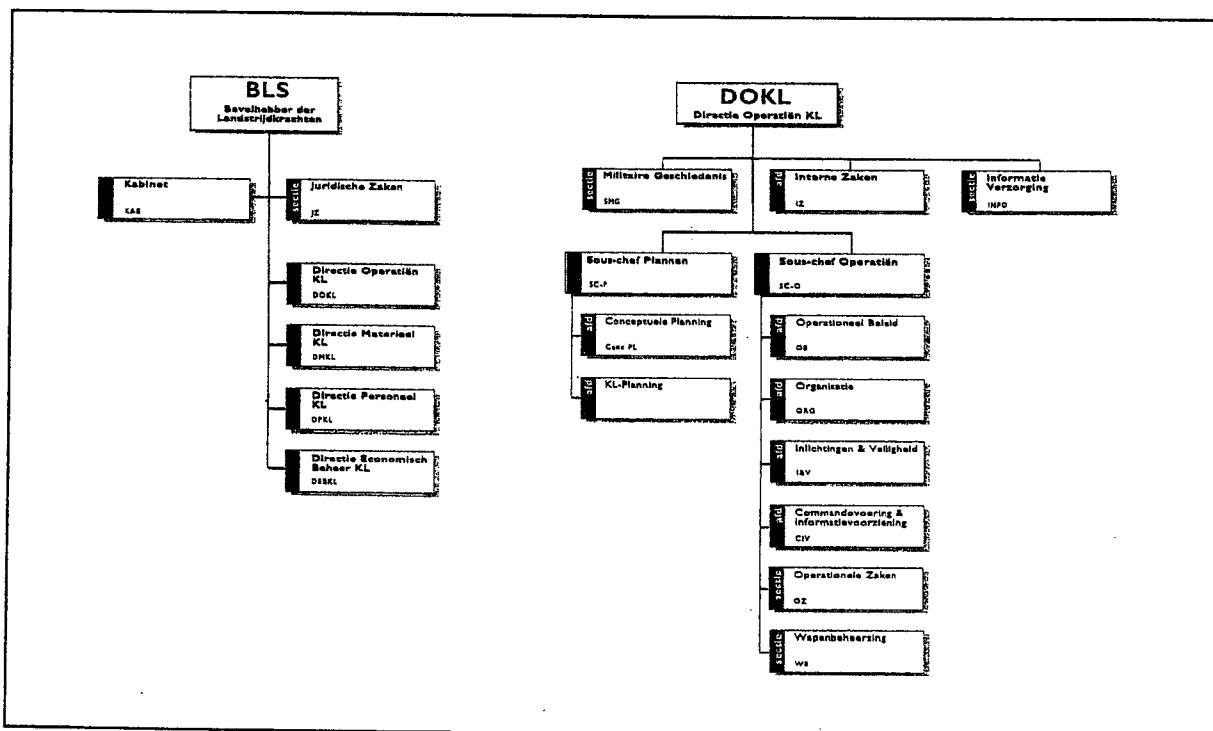 BLS
Bevelhebber der
Landstrijdkrachten
Kabinet
KAB
sectie
Juridische Zaken
JZ
Directie Operatiën
KL
DOKL
Directie Materieel
KL
DMKL
Directie Personeel
KL
DPKL
Directie Economisch
Beheer KL
DEBKL
DOKL
Directie Operatiën KL
sectie
Militaire Geschiedenis
SMG
afd
Interne Zaken
IZ
sectie
Informatie
Verzorging
INFO
Sous-chef Plannen
SC-P
afd
Conceptuele Planning
Conc PL
afd
KL-Planning
Sous-chef Operatiën
SC-O
afd
Operationeel Beleid
OB
afd
Organisatie
ORG
afd
Inlichtingen & Veiligheid
I&V
afd
Commandovoering &
Informatievoorziening
CIV
sectie
Operationele Zaken
OZ
sectie
Wapenbeheersing
WB